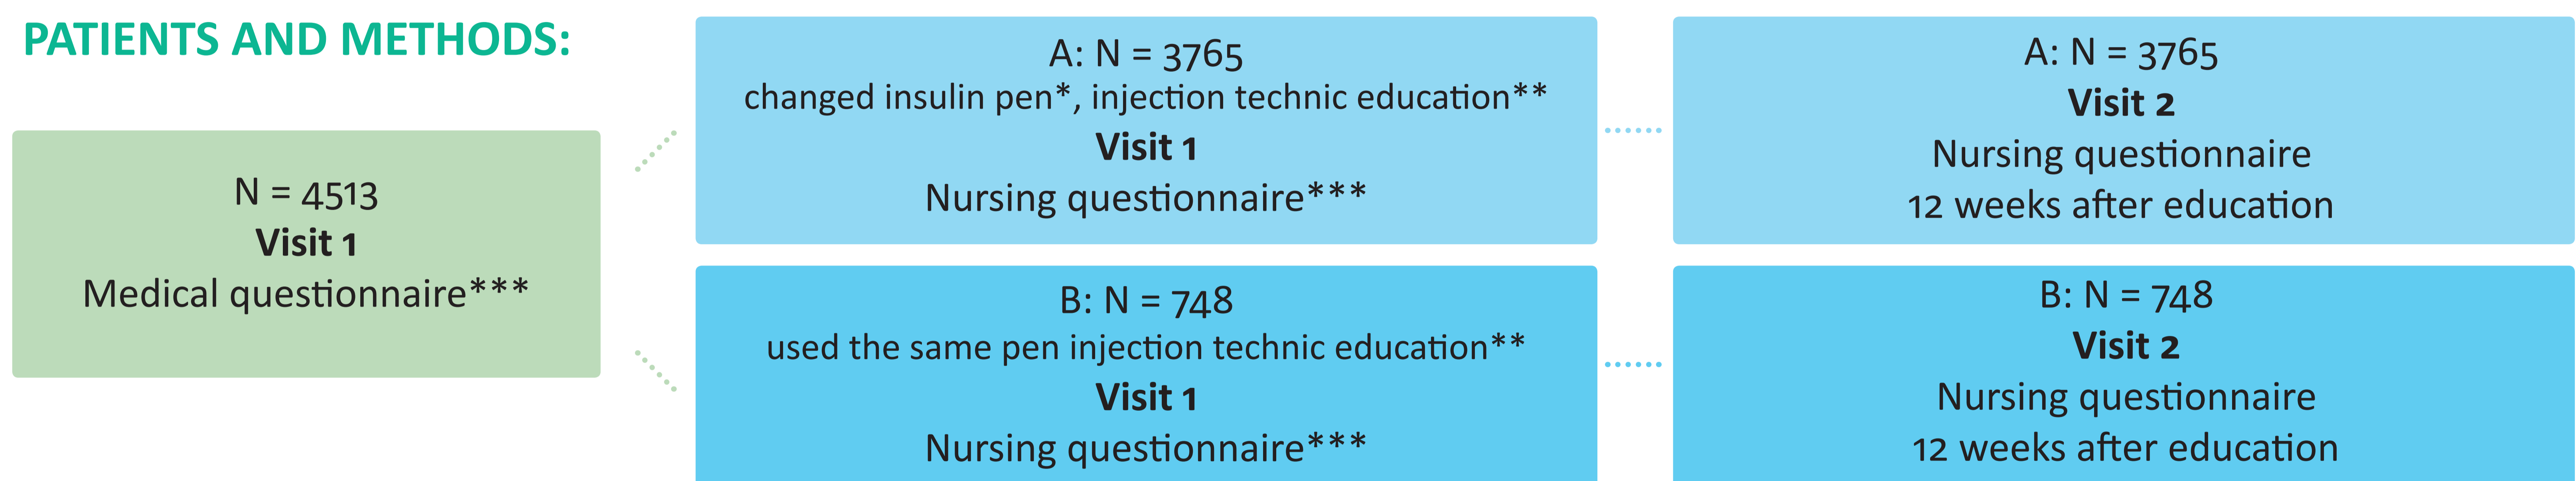 PATIENTS AND METHODS:
N = 4513
Visit 1
Medical questionnaire***
A: N = 3765
changed insulin pen*, injection technic education**
Visit 1
Nursing questionnaire***
A: N = 3765
Visit 2
Nursing questionnaire
12 weeks after education
B: N = 748
used the same pen injection technic education**
Visit 1
Nursing questionnaire***
B: N = 748
Visit 2
Nursing questionnaire
12 weeks after education